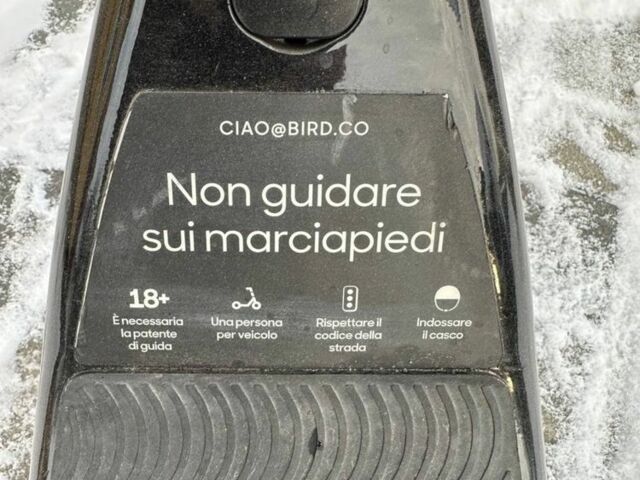 CIAO@BIRD.CO
Non guidare
sui marciapiedi
18+
È necessaria
la patente
di guida
Una persona
per veicolo
Rispettare il
codice della
strada
Indossare
il casco